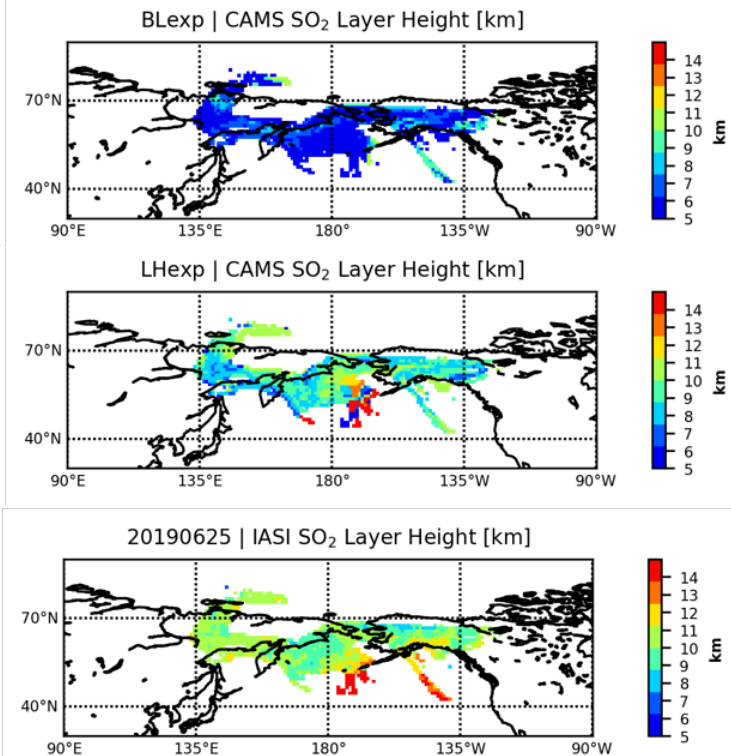 BLexp | CAMS SO₂ Layer Height [km]
70°N
40°N
90°E 135°E 180° 135°W 90°W
14
13
12
11
10
9
8
7
6
5
km
LHexp | CAMS SO₂ Layer Height [km]
70°N
40°N
90°E 135°E 180° 135°W 90°W
14
13
12
11
10
9
8
7
6
5
km
20190625 | IASI SO₂ Layer Height [km]
70°N
40°N
90°E 135°E 180° 135°W 90°W
14
13
12
11
10
9
8
7
6
5
km